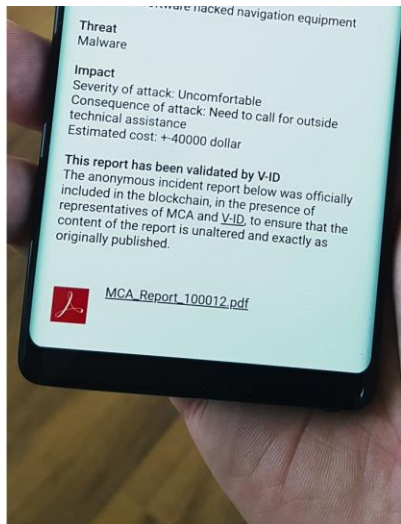 software hacked navigation equipment
Threat
Malware
Impact
Severity of attack: Uncomfortable
Consequence of attack: Need to call for outside
technical assistance
Estimated cost: +-40000 dollar
This report has been validated by V-ID
The anonymous incident report below was officially
included in the blockchain, in the presence of
representatives of MCA and V-ID, to ensure that the
content of the report is unaltered and exactly as
originally published.
MCA_Report_100012.pdf